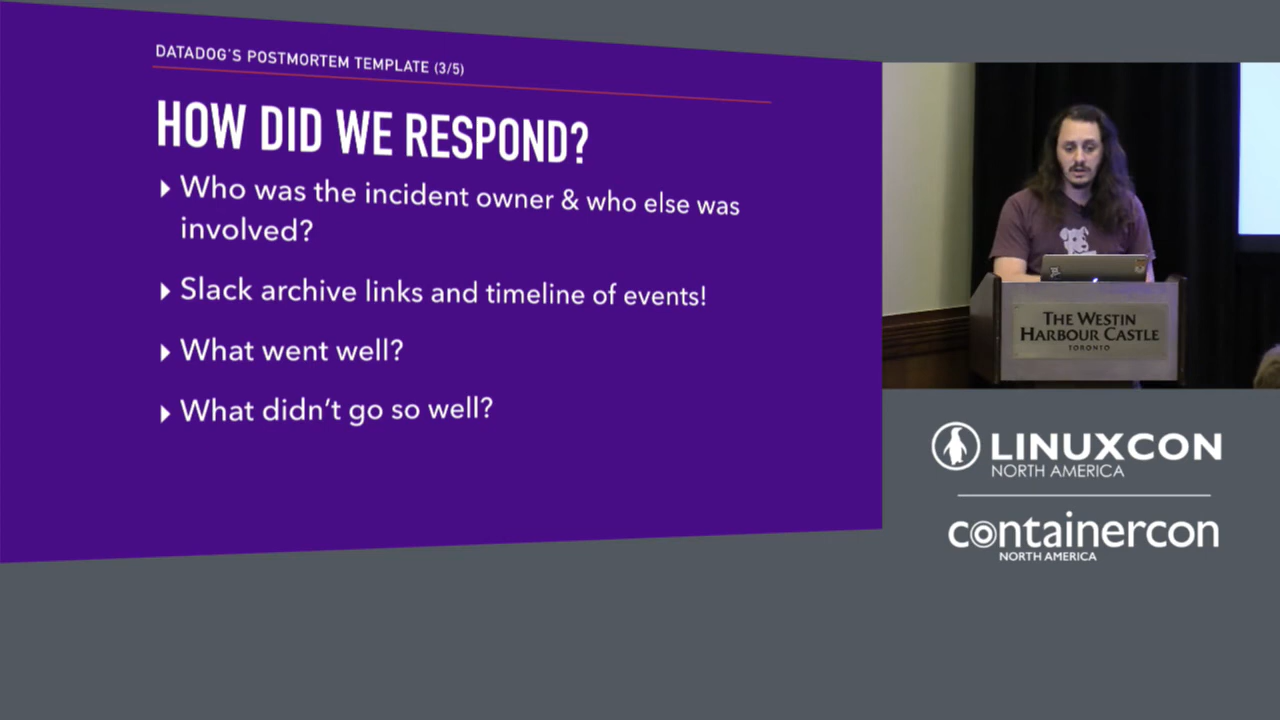 DATADOG'S POSTMORTEM TEMPLATE (3/5)
HOW DID WE RESPOND?
Who was the incident owner & who else was
involved?
Slack archive links and timeline of events!
What went well?
What didn't go so well?
THE WESTIN
HARBOUR CASTLE
TORONTO
LINUXCON
NORTH AMERICA
containercon
NORTH AMERICA